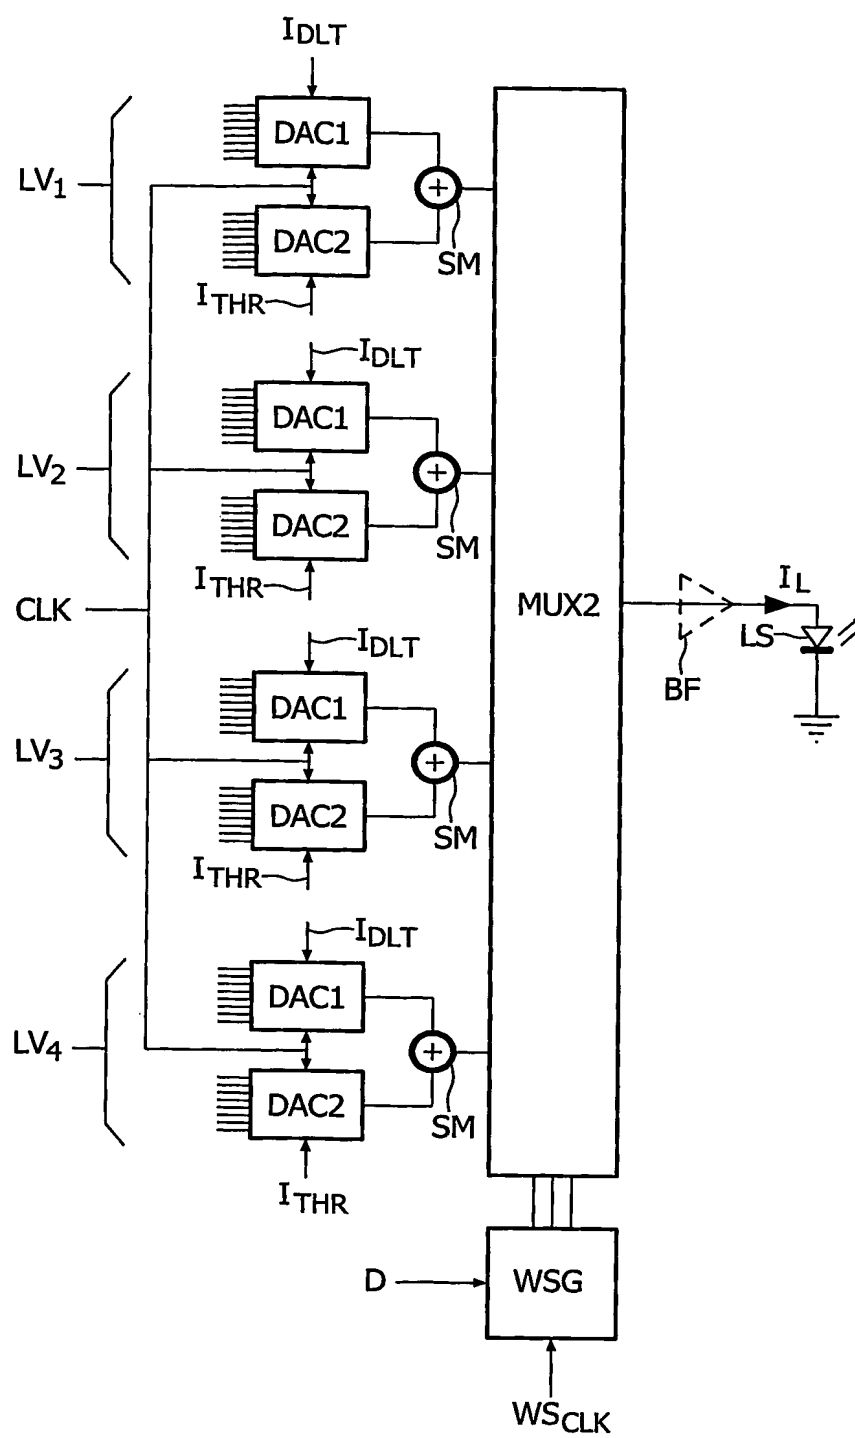 I_DLT
DAC1
LV_1
DAC2
SM
I_THR
I_DLT
DAC1
LV_2
DAC2
SM
I_THR
CLK
MUX2
I_L
LS
BF
I_DLT
DAC1
LV_3
DAC2
SM
I_THR
I_DLT
DAC1
LV_4
DAC2
SM
I_THR
D
WSG
WS_CLK